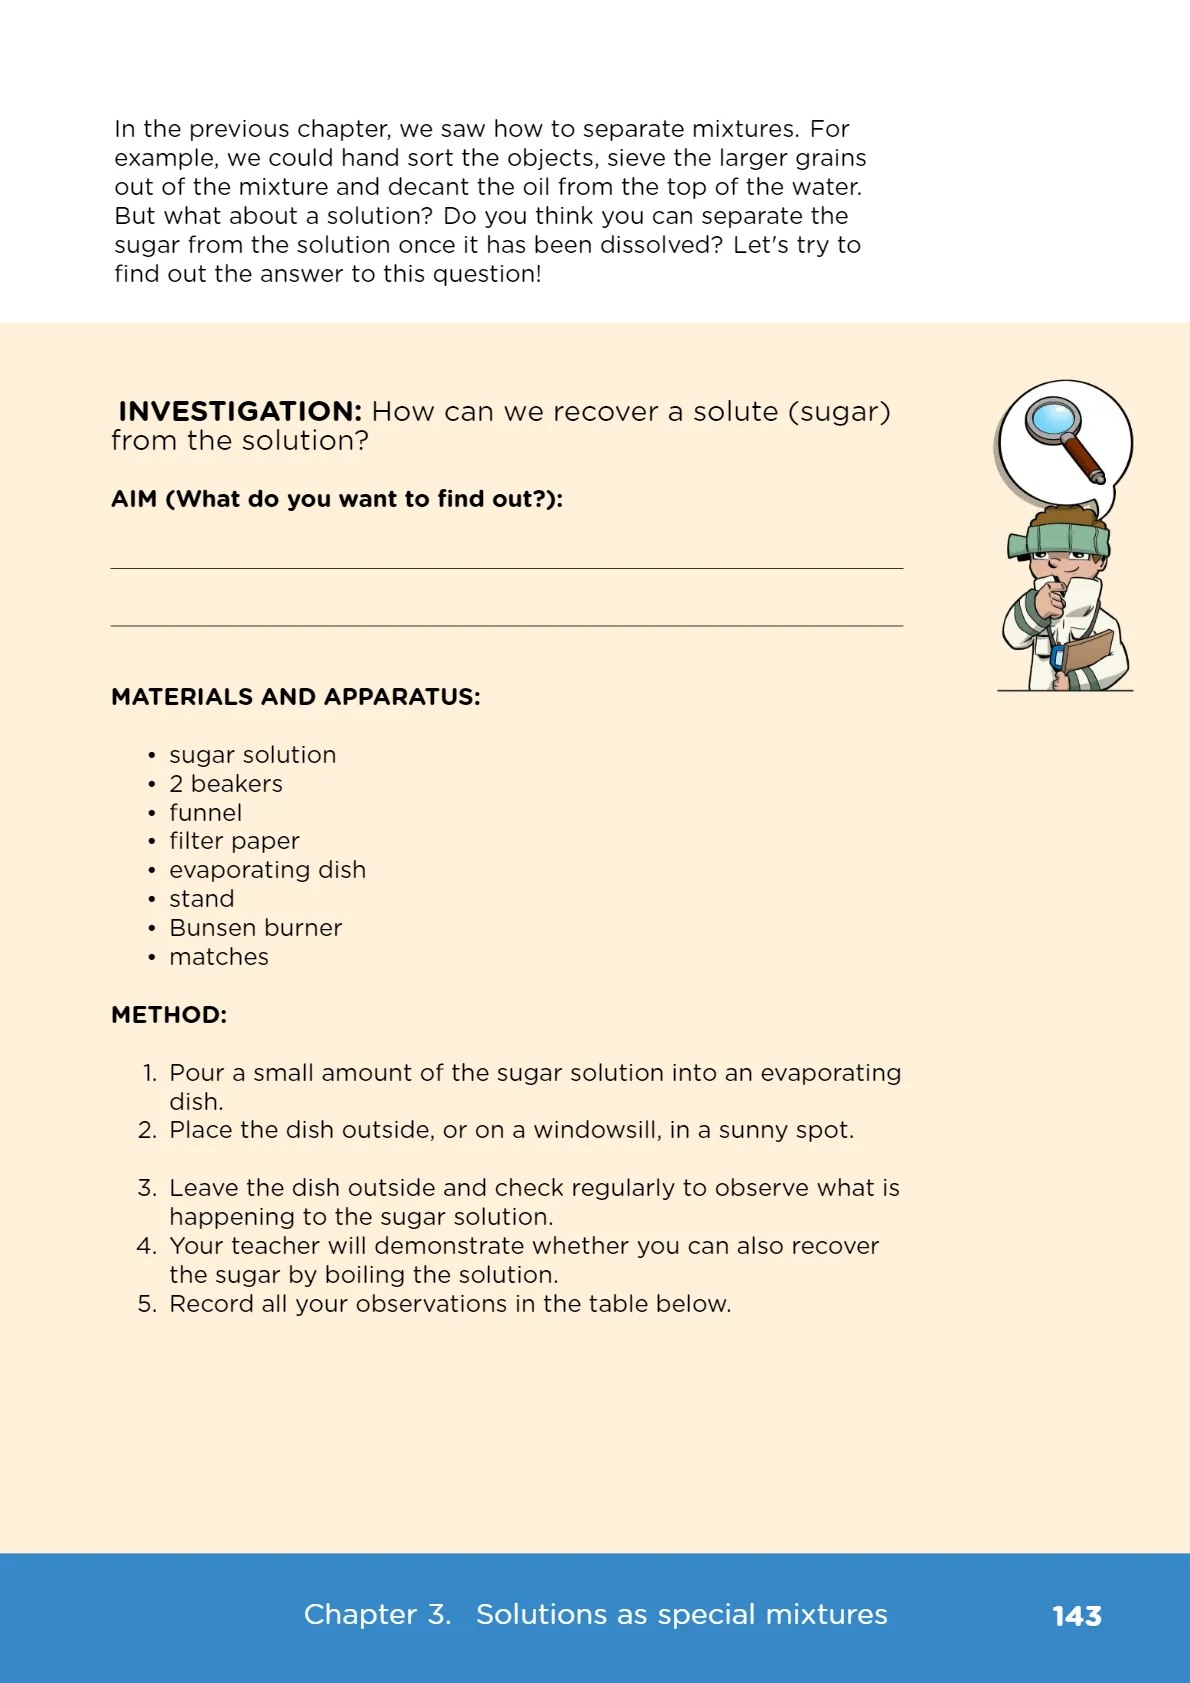 In the previous chapter, we saw how to separate mixtures. For
example, we could hand sort the objects, sieve the larger grains
out of the mixture and decant the oil from the top of the water.
But what about a solution? Do you think you can separate the
sugar from the solution once it has been dissolved? Let's try to
find out the answer to this question!
INVESTIGATION: How can we recover a solute (sugar)
from the solution?
AIM (What do you want to find out?):
MATERIALS AND APPARATUS:
• sugar solution
• 2 beakers
• funnel
• filter paper
• evaporating dish
• stand
• Bunsen burner
• matches
METHOD:
1. Pour a small amount of the sugar solution into an evaporating
dish.
2. Place the dish outside, or on a windowsill, in a sunny spot.
3. Leave the dish outside and check regularly to observe what is
happening to the sugar solution.
4. Your teacher will demonstrate whether you can also recover
the sugar by boiling the solution.
5. Record all your observations in the table below.
Chapter 3. Solutions as special mixtures 143